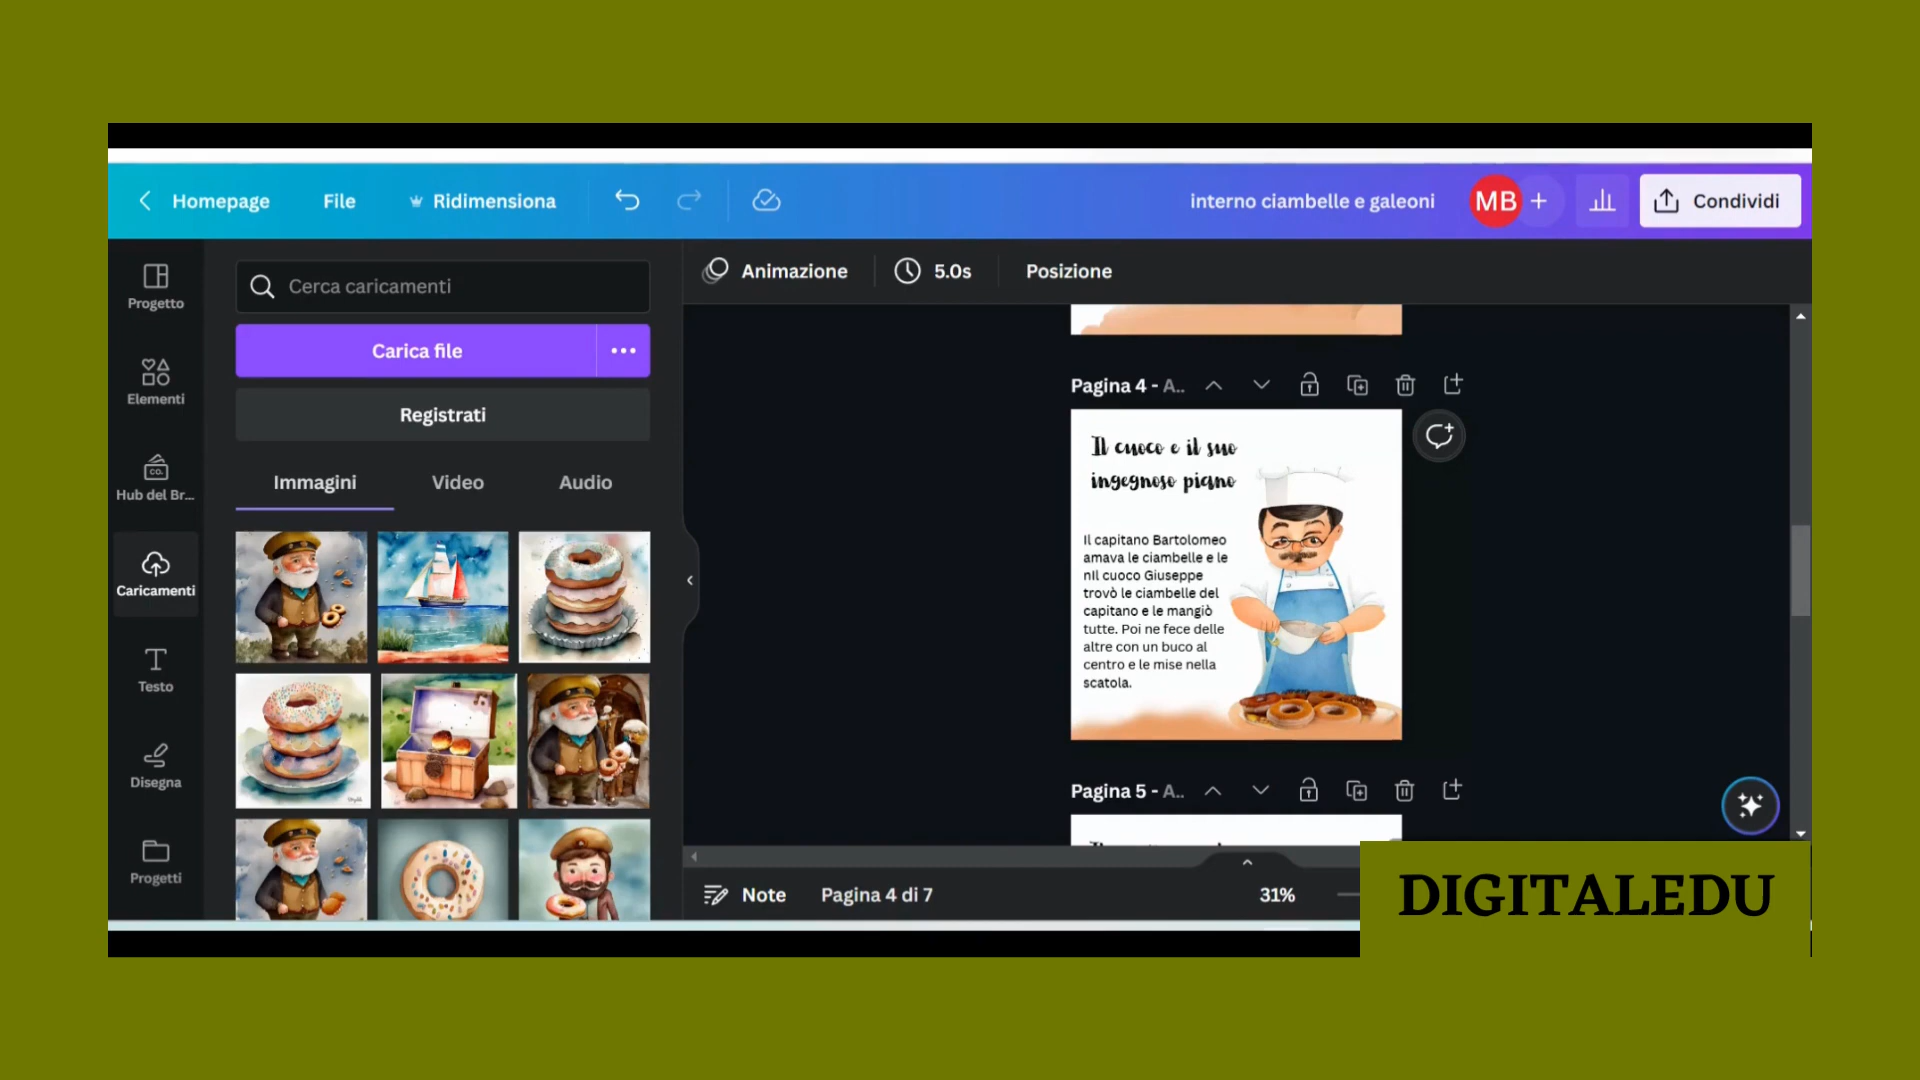 Homepage
File
Ridimensiona
interno ciambelle e galeoni
MB
Condividi
Progetto
Elementi
CO.
Hub del Br...
Caricamenti
Testo
Disegna
Progetti
Cerca caricamenti
Carica file
Registrati
Immagini
Video
Audio
Animazione
5.0s
Posizione
Pagina 4 - A..
Il cuoco e il suo
ingegnoso piano
Il capitano Bartolomeo
amava le ciambelle e le
nIl cuoco Giuseppe
trovò le ciambelle del
capitano e le mangiò
tutte. Poi ne fece delle
altre con un buco al
centro e le mise nella
scatola.
Pagina 5 - A..
Note
Pagina 4 di 7
31%
DIGITALEDU